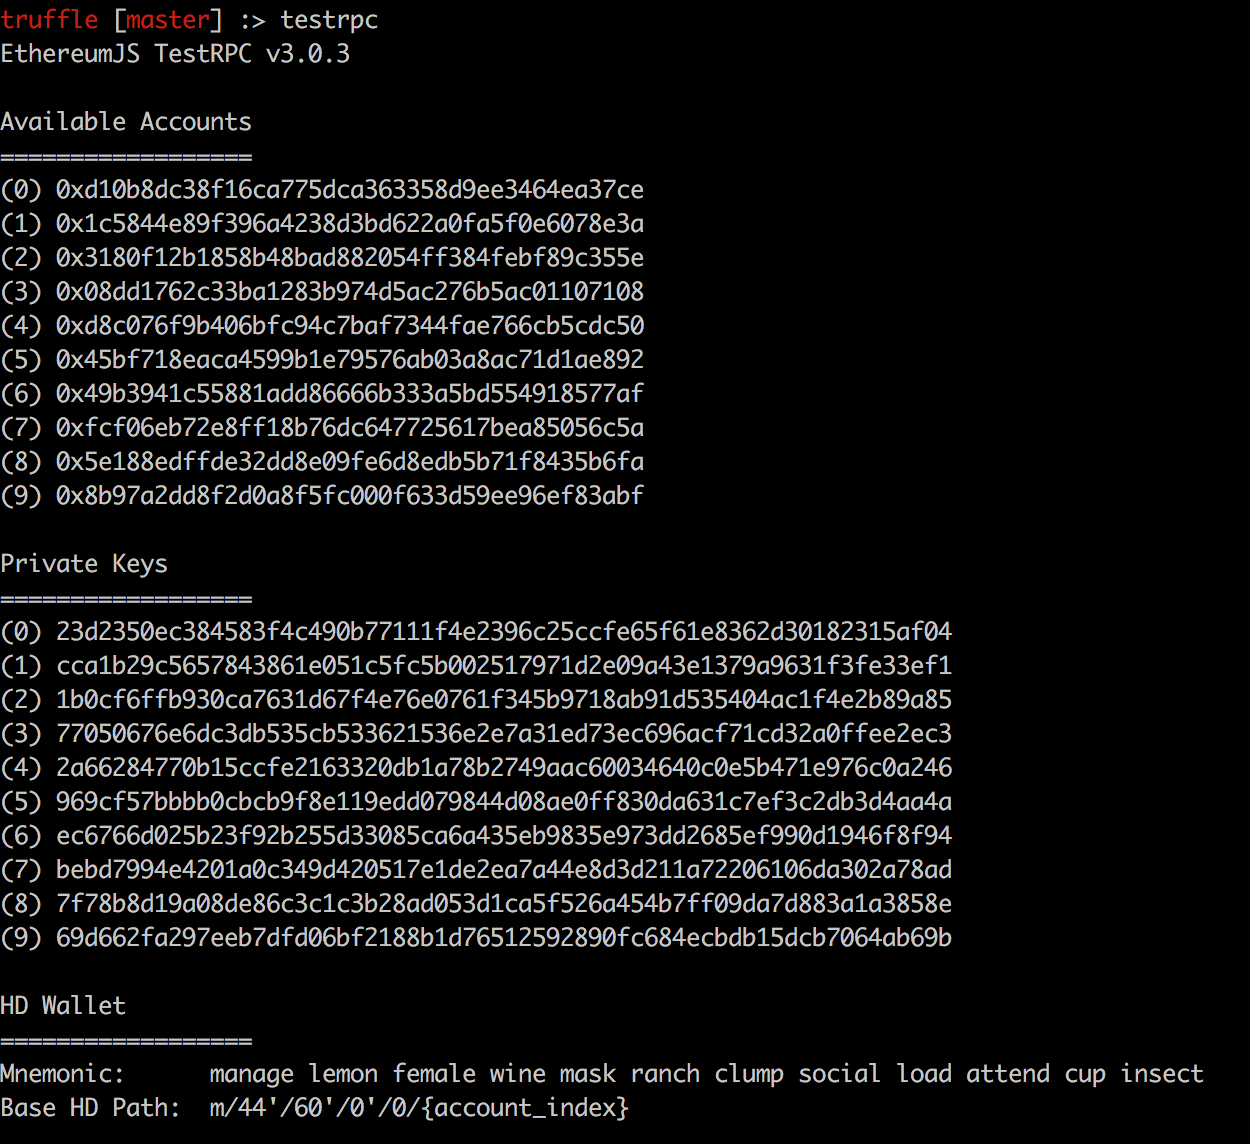 truffle [master] :> testrpc
EthereumJS TestRPC v3.0.3
Available Accounts
==================
(0) 0xd10b8dc38f16ca775dca363358d9ee3464ea37ce
(1) 0x1c5844e89f396a4238d3bd622a0fa5f0e6078e3a
(2) 0x3180f12b1858b48bad882054ff384febf89c355e
(3) 0x08dd1762c33ba1283b974d5ac276b5ac01107108
(4) 0xd8c076f9b406bfc94c7baf7344fae766cb5cdc50
(5) 0x45bf718eaca4599b1e79576ab03a8ac71d1ae892
(6) 0x49b3941c55881add86666b333a5bd554918577af
(7) 0xfcf06eb72e8ff18b76dc647725617bea85056c5a
(8) 0x5e188edffde32dd8e09fe6d8edb5b71f8435b6fa
(9) 0x8b97a2dd8f2d0a8f5fc000f633d59ee96ef83abf
Private Keys
==================
(0) 23d2350ec384583f4c490b77111f4e2396c25ccfe65f61e8362d30182315af04
(1) cca1b29c5657843861e051c5fc5b002517971d2e09a43e1379a9631f3fe33ef1
(2) 1b0cf6ffb930ca7631d67f4e76e0761f345b9718ab91d535404ac1f4e2b89a85
(3) 77050676e6dc3db535cb533621536e2e7a31ed73ec696acf71cd32a0ffee2ec3
(4) 2a66284770b15ccfe2163320db1a78b2749aac60034640c0e5b471e976c0a246
(5) 969cf57bbbb0cbcb9f8e119edd079844d08ae0ff830da631c7ef3c2db3d4aa4a
(6) ec6766d025b23f92b255d33085ca6a435eb9835e973dd2685ef990d1946f8f94
(7) bebd7994e4201a0c349d420517e1de2ea7a44e8d3d211a72206106da302a78ad
(8) 7f78b8d19a08de86c3c1c3b28ad053d1ca5f526a454b7ff09da7d883a1a3858e
(9) 69d662fa297eeb7dfd06bf2188b1d76512592890fc684ecbdb15dcb7064ab69b
HD Wallet
==================
Mnemonic:      manage lemon female wine mask ranch clump social load attend cup insect
Base HD Path:  m/44'/60'/0'/0/{account_index}